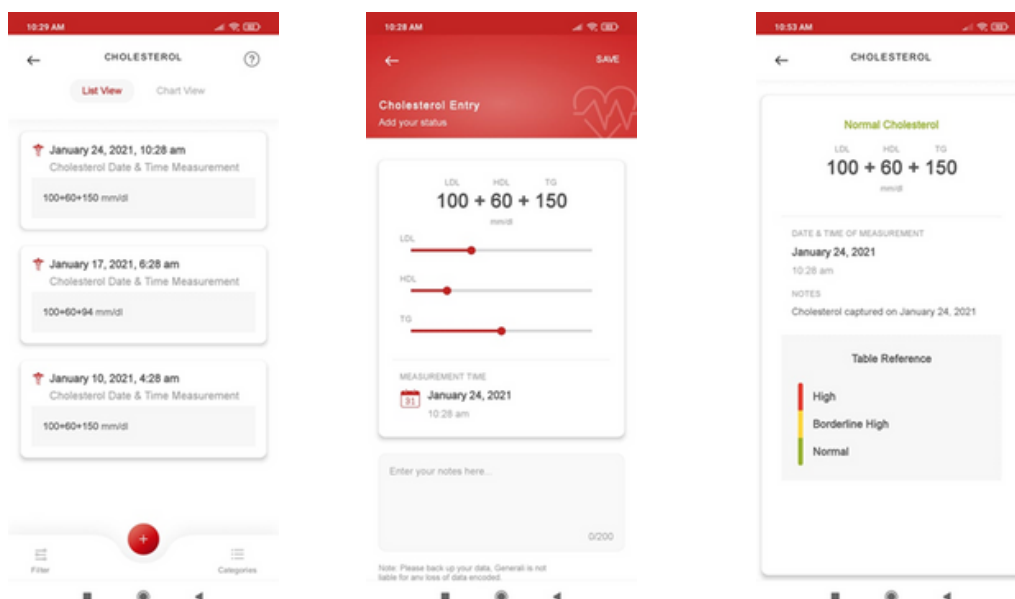 10:29 AM
CHOLESTEROL
List View Chart View
January 24, 2021, 10:28 am
Cholesterol Date & Time Measurement
100+60+150 mm/dl
January 17, 2021, 6:28 am
Cholesterol Date & Time Measurement
100+60+94 mm/dl
January 10, 2021, 4:28 am
Cholesterol Date & Time Measurement
100+60+150 mm/dl
Filter
Categories
10:28 AM
SAVE
Cholesterol Entry
Add your status
LDL HDL TG
100 + 60 + 150
mm/dl
LDL
HDL
TG
MEASUREMENT TIME
31
January 24, 2021
10:28 am
Enter your notes here...
0/200
Note: Please back up your data, Generali is not
liable for any loss of data encoded.
10:53 AM
CHOLESTEROL
Normal Cholesterol
LDL HDL TG
100 + 60 + 150
mm/dl
DATE & TIME OF MEASUREMENT
January 24, 2021
10:28 am
NOTES
Cholesterol captured on January 24, 2021
Table Reference
High
Borderline High
Normal